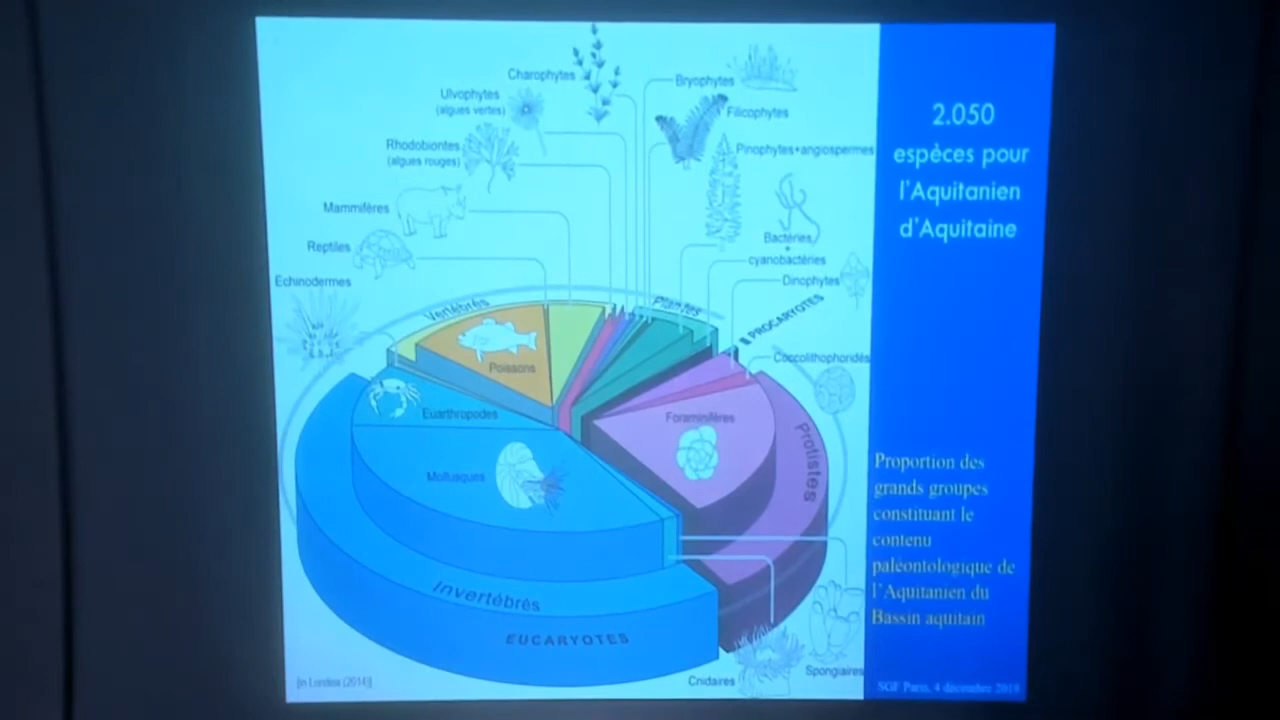 Charophytes
Ulvophytes
(algues vertes)
Rhodobiontes
(algues rouges)
Mammifères
Reptiles
Echinodermes
Bryophytes
Filicophytes
Pinophytes+angiospermes
Bactéries
+
cyanobactéries
Dinophytes
PROCARYOTES
Coccolithophoridés
Vertébrés
Plantes
Poissons
Euarthropodes
Mollusques
Foraminifères
Protistes
Invertébrés
EUCARYOTES
Cnidaires
Spongiaires
[in Londeix (2014)]
2.050
espèces pour
l'Aquitanien
d'Aquitaine
Proportion des
grands groupes
constituant le
contenu
paléontologique de
l'Aquitanien du
Bassin aquitain
SGF Paris, 4 décembre 2019